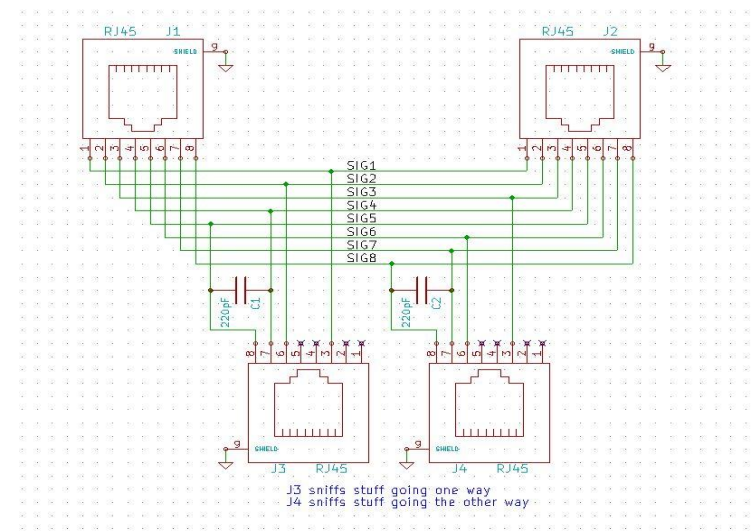 RJ45 J1
SHIELD g
1 2 3 4 5 6 7 8
RJ45 J2
SHIELD g
1 2 3 4 5 6 7 8
SIG1
SIG2
SIG3
SIG4
SIG5
SIG6
SIG7
SIG8
220pF C1
220pF C2
8 7 6 5 4 3 2 1
8 7 6 5 4 3 2 1
g SHIELD
J3 RJ45
g SHIELD
J4 RJ45
J3 sniffs stuff going one way
J4 sniffs stuff going the other way